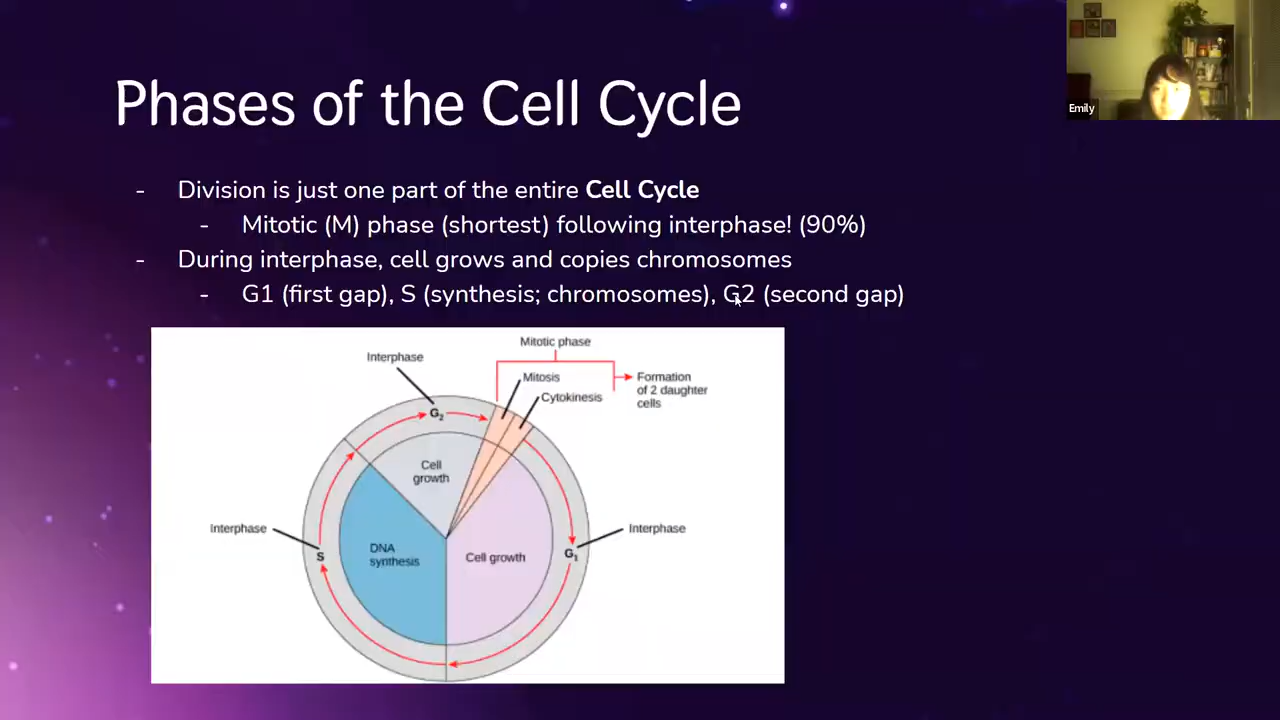 Phases of the Cell Cycle
Emily
- Division is just one part of the entire Cell Cycle
- Mitotic (M) phase (shortest) following interphase! (90%)
- During interphase, cell grows and copies chromosomes
- G1 (first gap), S (synthesis; chromosomes), G2 (second gap)
Mitotic phase
Interphase
Mitosis
Formation
of 2 daughter
cells
Cytokinesis
G₂
Cell
growth
Interphase
Interphase
S
DNA
synthesis
Cell growth
G₁